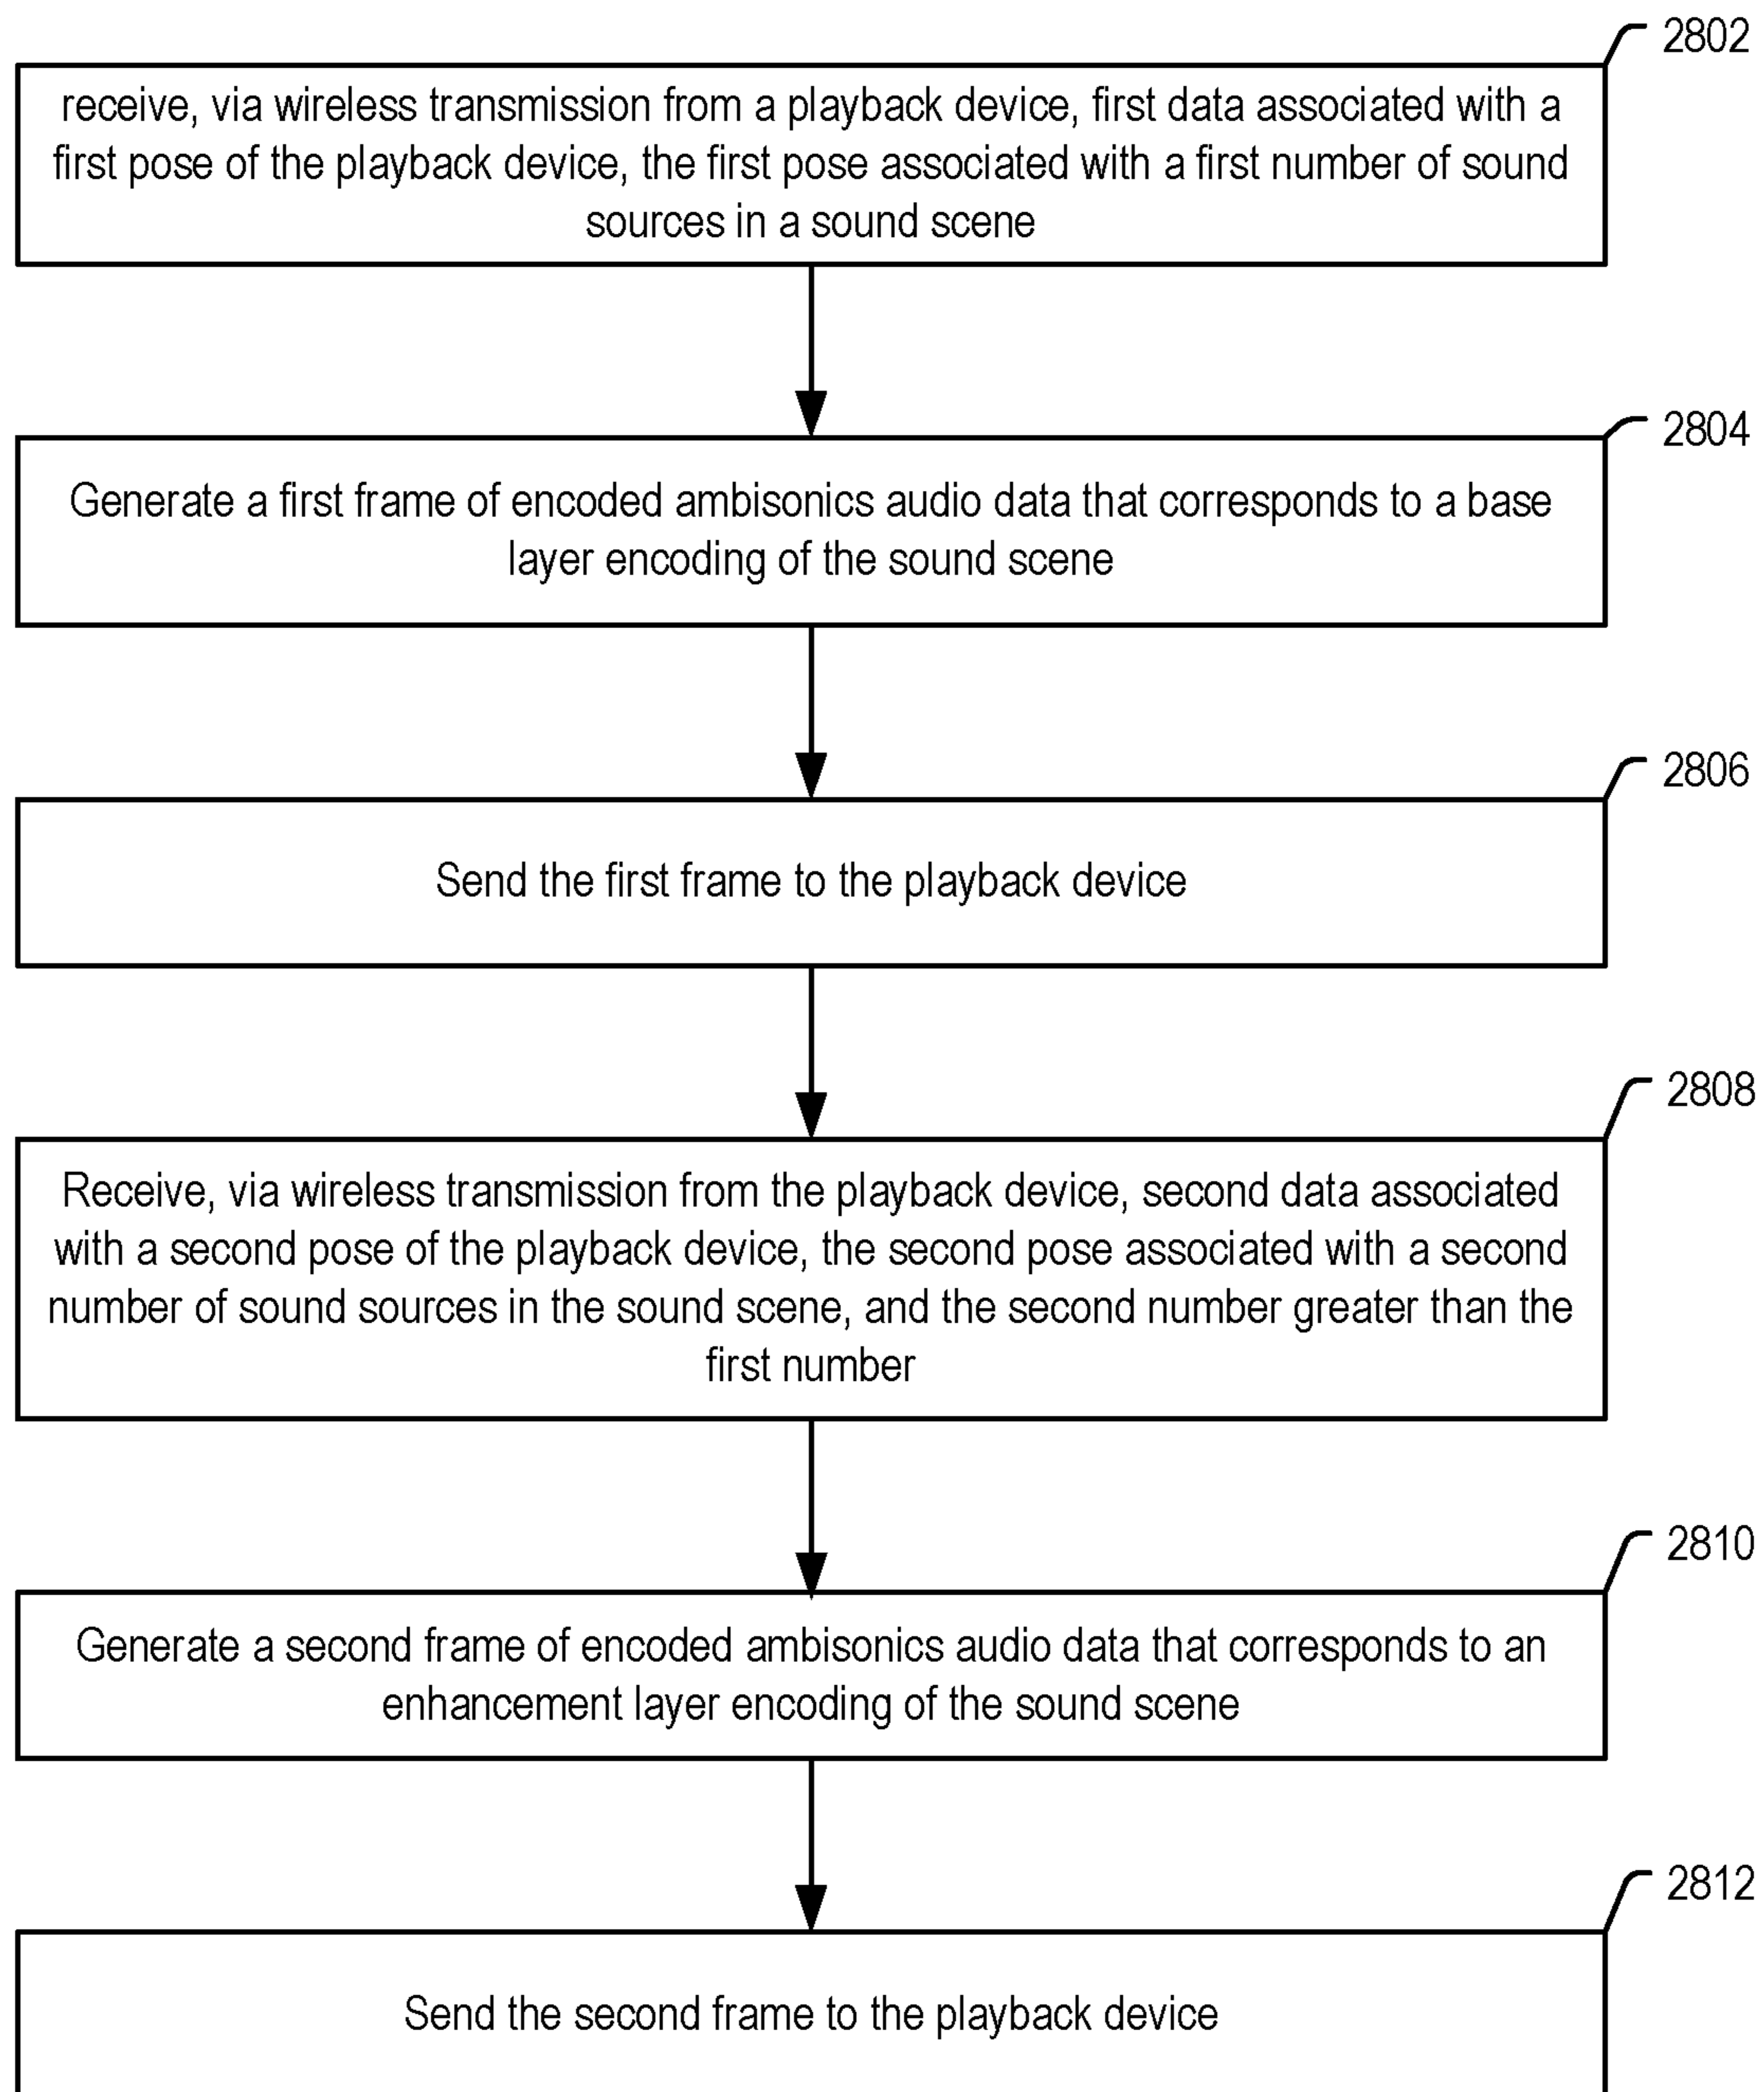 2802
receive, via wireless transmission from a playback device, first data associated with a
first pose of the playback device, the first pose associated with a first number of sound
sources in a sound scene
2804
Generate a first frame of encoded ambisonics audio data that corresponds to a base
layer encoding of the sound scene
2806
Send the first frame to the playback device
2808
Receive, via wireless transmission from the playback device, second data associated
with a second pose of the playback device, the second pose associated with a second
number of sound sources in the sound scene, and the second number greater than the
first number
2810
Generate a second frame of encoded ambisonics audio data that corresponds to an
enhancement layer encoding of the sound scene
2812
Send the second frame to the playback device